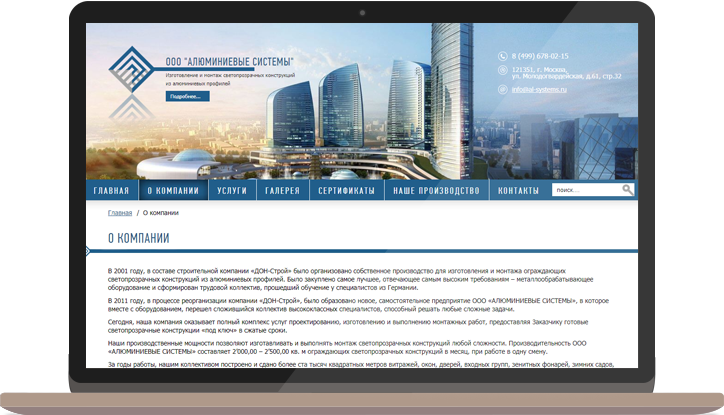 ООО "АЛЮМИНИЕВЫЕ СИСТЕМЫ"
Изготовление и монтаж светопрозрачных конструкций
из алюминиевых профилей
Подробнее...
8 (499) 678-02-15
121351, г. Москва,
ул. Молодогвардейская, д.61, стр.32
info@al-systems.ru
ГЛАВНАЯ О КОМПАНИИ УСЛУГИ ГАЛЕРЕЯ СЕРТИФИКАТЫ НАШЕ ПРОИЗВОДСТВО КОНТАКТЫ поиск...
Главная / О компании
О КОМПАНИИ
В 2001 году, в составе строительной компании «ДОН-Строй» было организовано собственное производство для изготовления и монтажа ограждающих
светопрозрачных конструкций из алюминиевых профилей. Было закуплено самое лучшее, отвечающее самым высоким требованиям – металлообрабатывающее
оборудование и сформирован трудовой коллектив, прошедший обучение у специалистов из Германии.
В 2011 году, в процессе реорганизации компании «ДОН-Строй», было образовано новое, самостоятельное предприятие ООО «АЛЮМИНИЕВЫЕ СИСТЕМЫ», в которое
вместе с оборудованием, перешел сложившийся коллектив высококлассных специалистов, способный решать любые сложные задачи.
Сегодня, наша компания оказывает полный комплекс услуг проектированию, изготовлению и выполнению монтажных работ, предоставляя Заказчику готовые
светопрозрачные конструкции «под ключ» в сжатые сроки.
Наши производственные мощности позволяют изготавливать и выполнять монтаж светопрозрачных конструкций любой сложности. Производительность ООО
«АЛЮМИНИЕВЫЕ СИСТЕМЫ» составляет 2'000,00 – 2'500,00 кв. м ограждающих светопрозрачных конструкций в месяц, при работе в одну смену.
За годы работы, нашим коллективом построено и сдано более ста тысяч квадратных метров витражей, окон, дверей, входных групп, зенитных фонарей, зимних садов,